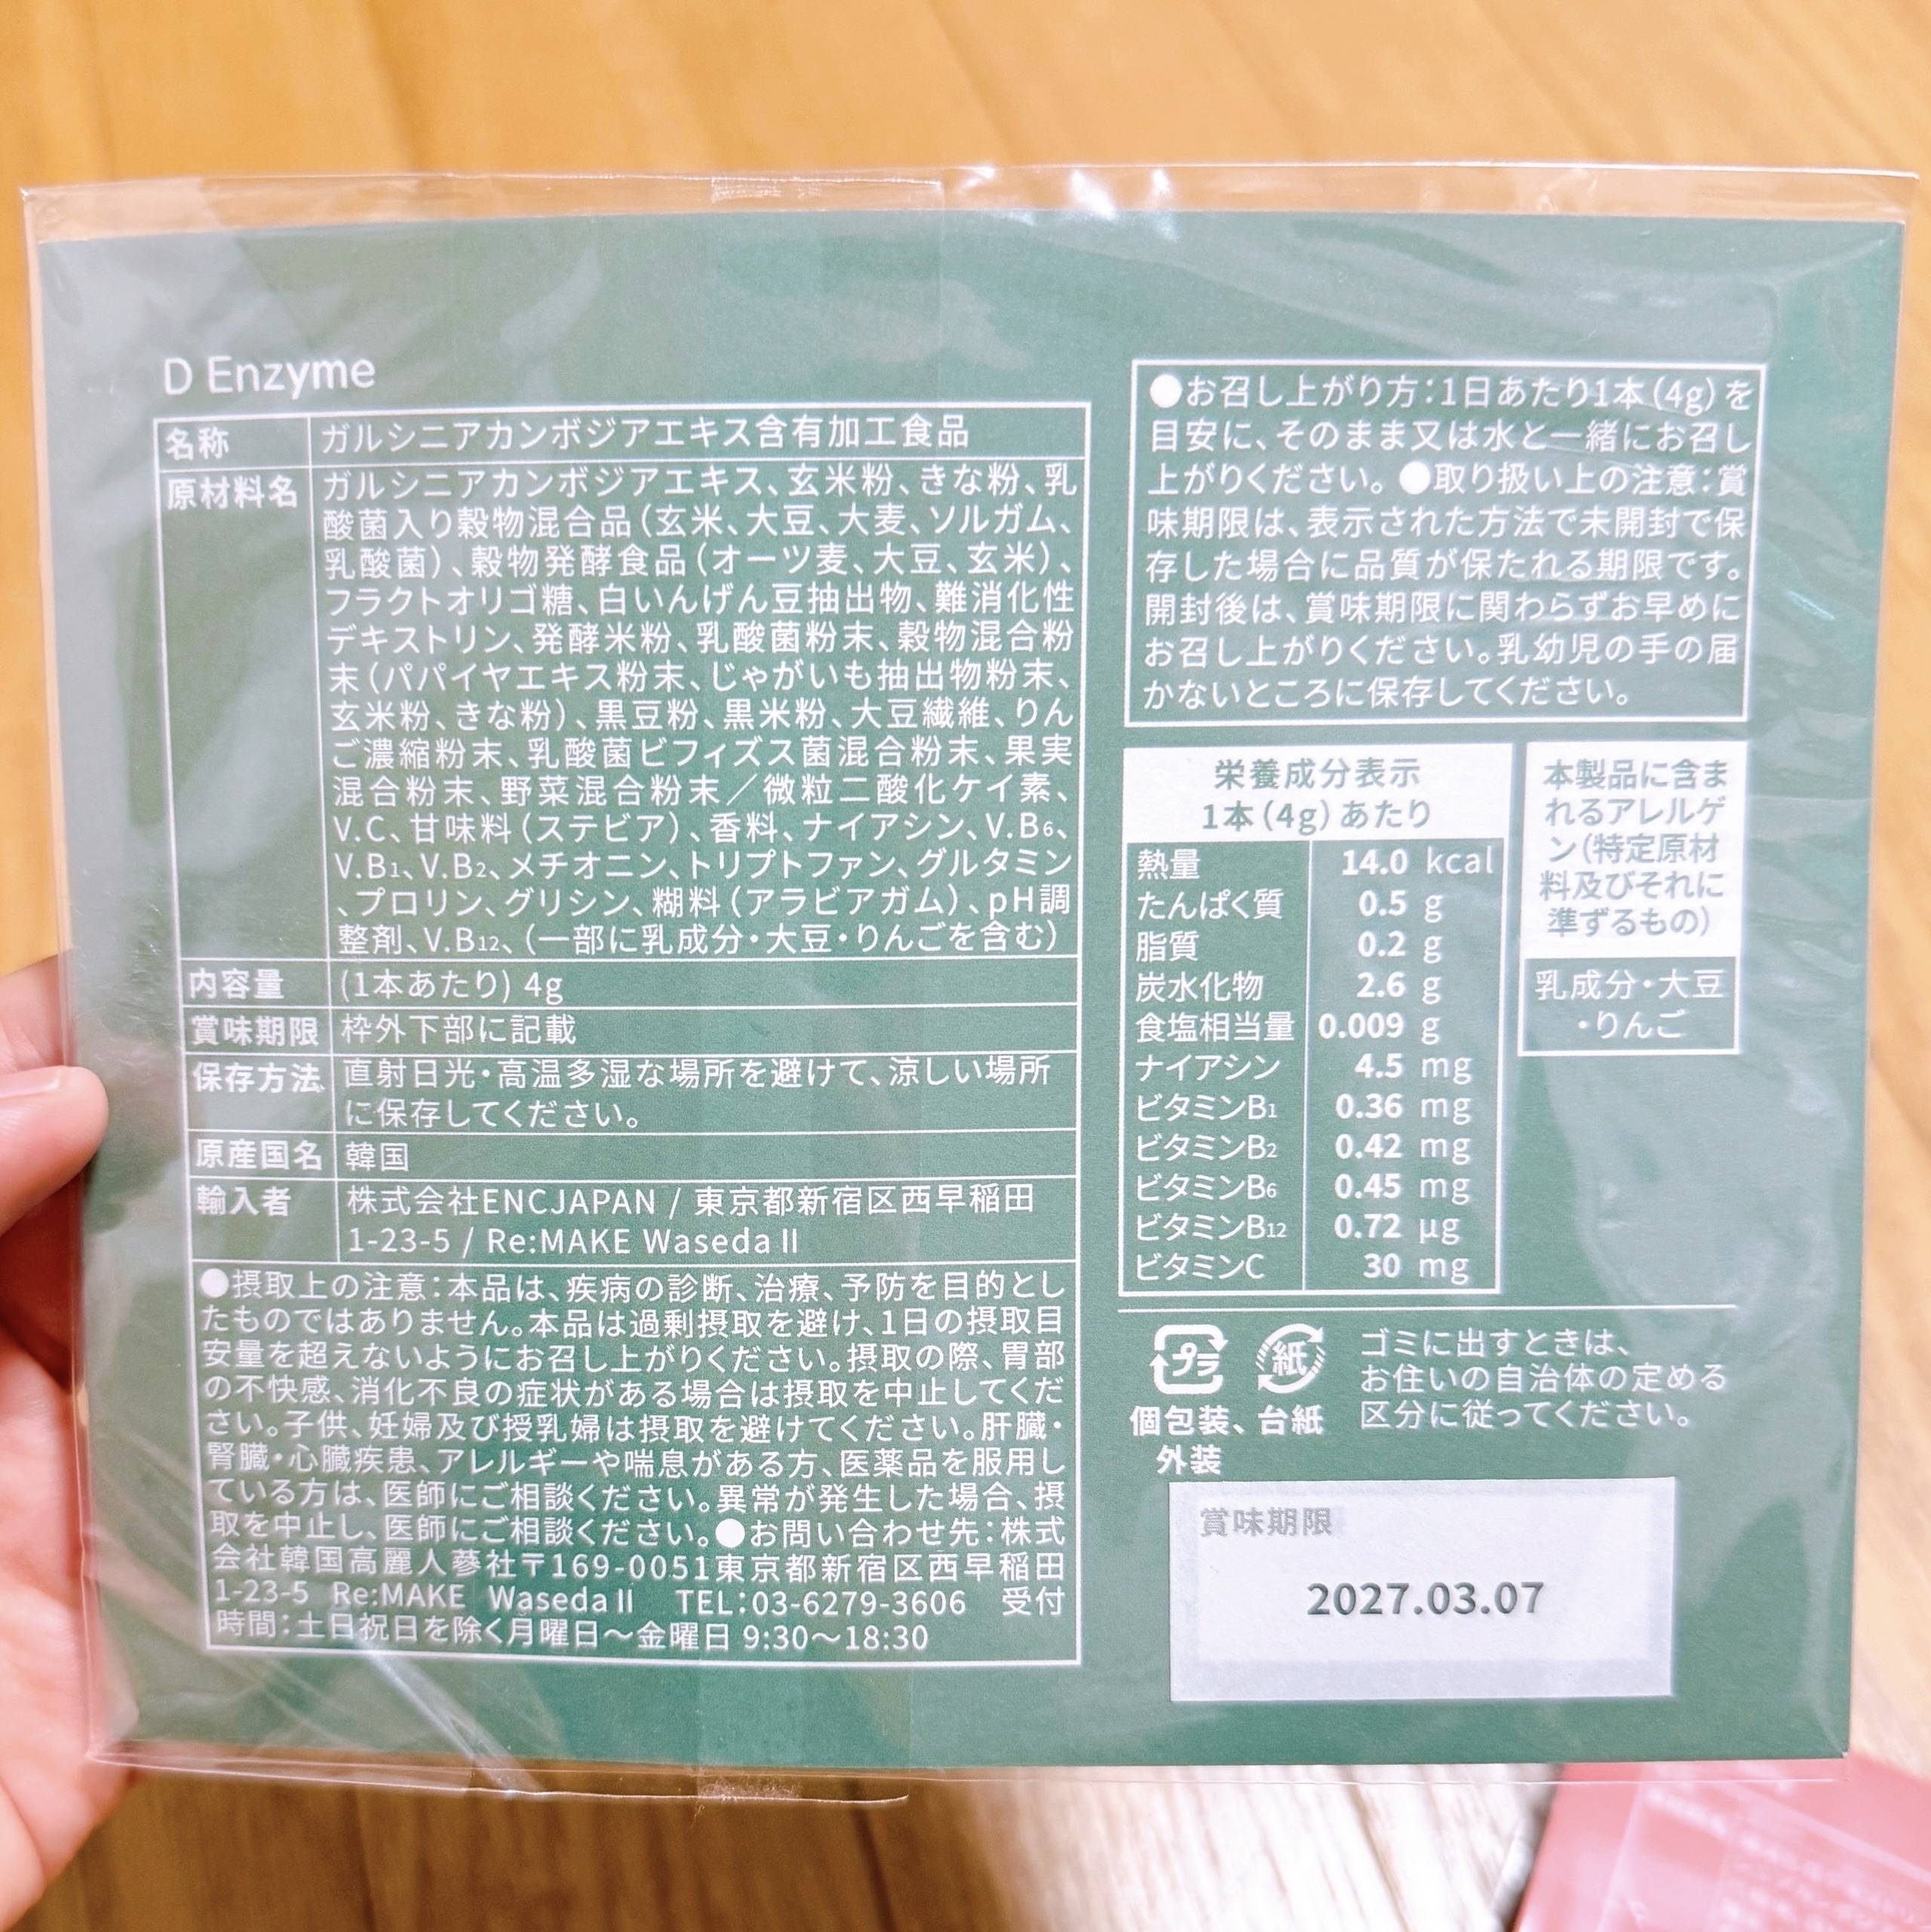 D Enzyme
名称 ガルシニアカンボジアエキス含有加工食品
原材料名 ガルシニアカンボジアエキス、玄米粉、きな粉、乳
酸菌入り穀物混合品（玄米、大豆、大麦、ソルガム、
乳酸菌）、穀物発酵食品（オーツ麦、大豆、玄米）、
フラクトオリゴ糖、白いんげん豆抽出物、難消化性
デキストリン、発酵米粉、乳酸菌粉末、穀物混合粉
末（パパイヤエキス粉末、じゃがいも抽出物粉末、
玄米粉、きな粉）、黒豆粉、黒米粉、大豆繊維、りん
ご濃縮粉末、乳酸菌ビフィズス菌混合粉末、果実
混合粉末、野菜混合粉末／微粒二酸化ケイ素、
V.C、甘味料（ステビア）、香料、ナイアシン、V.B6、
V.B1、V.B2、メチオニン、トリプトファン、グルタミン
、プロリン、グリシン、糊料（アラビアガム）、pH調
整剤、V.B12、（一部に乳成分・大豆・りんごを含む）
内容量 (1本あたり) 4g
賞味期限 枠外下部に記載
保存方法 直射日光・高温多湿な場所を避けて、涼しい場所
に保存してください。
原産国名 韓国
輸入者 株式会社ENCJAPAN / 東京都新宿区西早稲田
1-23-5 / Re:MAKE Waseda II
●摂取上の注意：本品は、疾病の診断、治療、予防を目的とし
たものではありません。本品は過剰摂取を避け、1日の摂取目
安量を超えないようにお召し上がりください。摂取の際、胃部
の不快感、消化不良の症状がある場合は摂取を中止してくだ
さい。子供、妊婦及び授乳婦は摂取を避けてください。肝臓・
腎臓・心臓疾患、アレルギーや喘息がある方、医薬品を服用し
ている方は、医師にご相談ください。異常が発生した場合、摂
取を中止し、医師にご相談ください。●お問い合わせ先：株式
会社韓国高麗人蔘社〒169-0051東京都新宿区西早稲田
1-23-5 Re:MAKE Waseda II TEL：03-6279-3606 受付
時間：土日祝日を除く月曜日～金曜日 9:30～18:30
●お召し上がり方：1日あたり1本（4g）を
目安に、そのまま又は水と一緒にお召し
上がりください。●取り扱い上の注意：賞
味期限は、表示された方法で未開封で保
存した場合に品質が保たれる期限です。
開封後は、賞味期限に関わらずお早めに
お召し上がりください。乳幼児の手の届
かないところに保存してください。
栄養成分表示
1本（4g）あたり
熱量 14.0 kcal
たんぱく質 0.5 g
脂質 0.2 g
炭水化物 2.6 g
食塩相当量 0.009 g
ナイアシン 4.5 mg
ビタミンB1 0.36 mg
ビタミンB2 0.42 mg
ビタミンB6 0.45 mg
ビタミンB12 0.72 μg
ビタミンC 30 mg
本製品に含ま
れるアレルゲ
ン（特定原材
料及びそれに
準ずるもの）
乳成分・大豆
・りんご
プラ 紙
個包装、台紙
外装
ゴミに出すときは、
お住いの自治体の定める
区分に従ってください。
賞味期限
2027.03.07